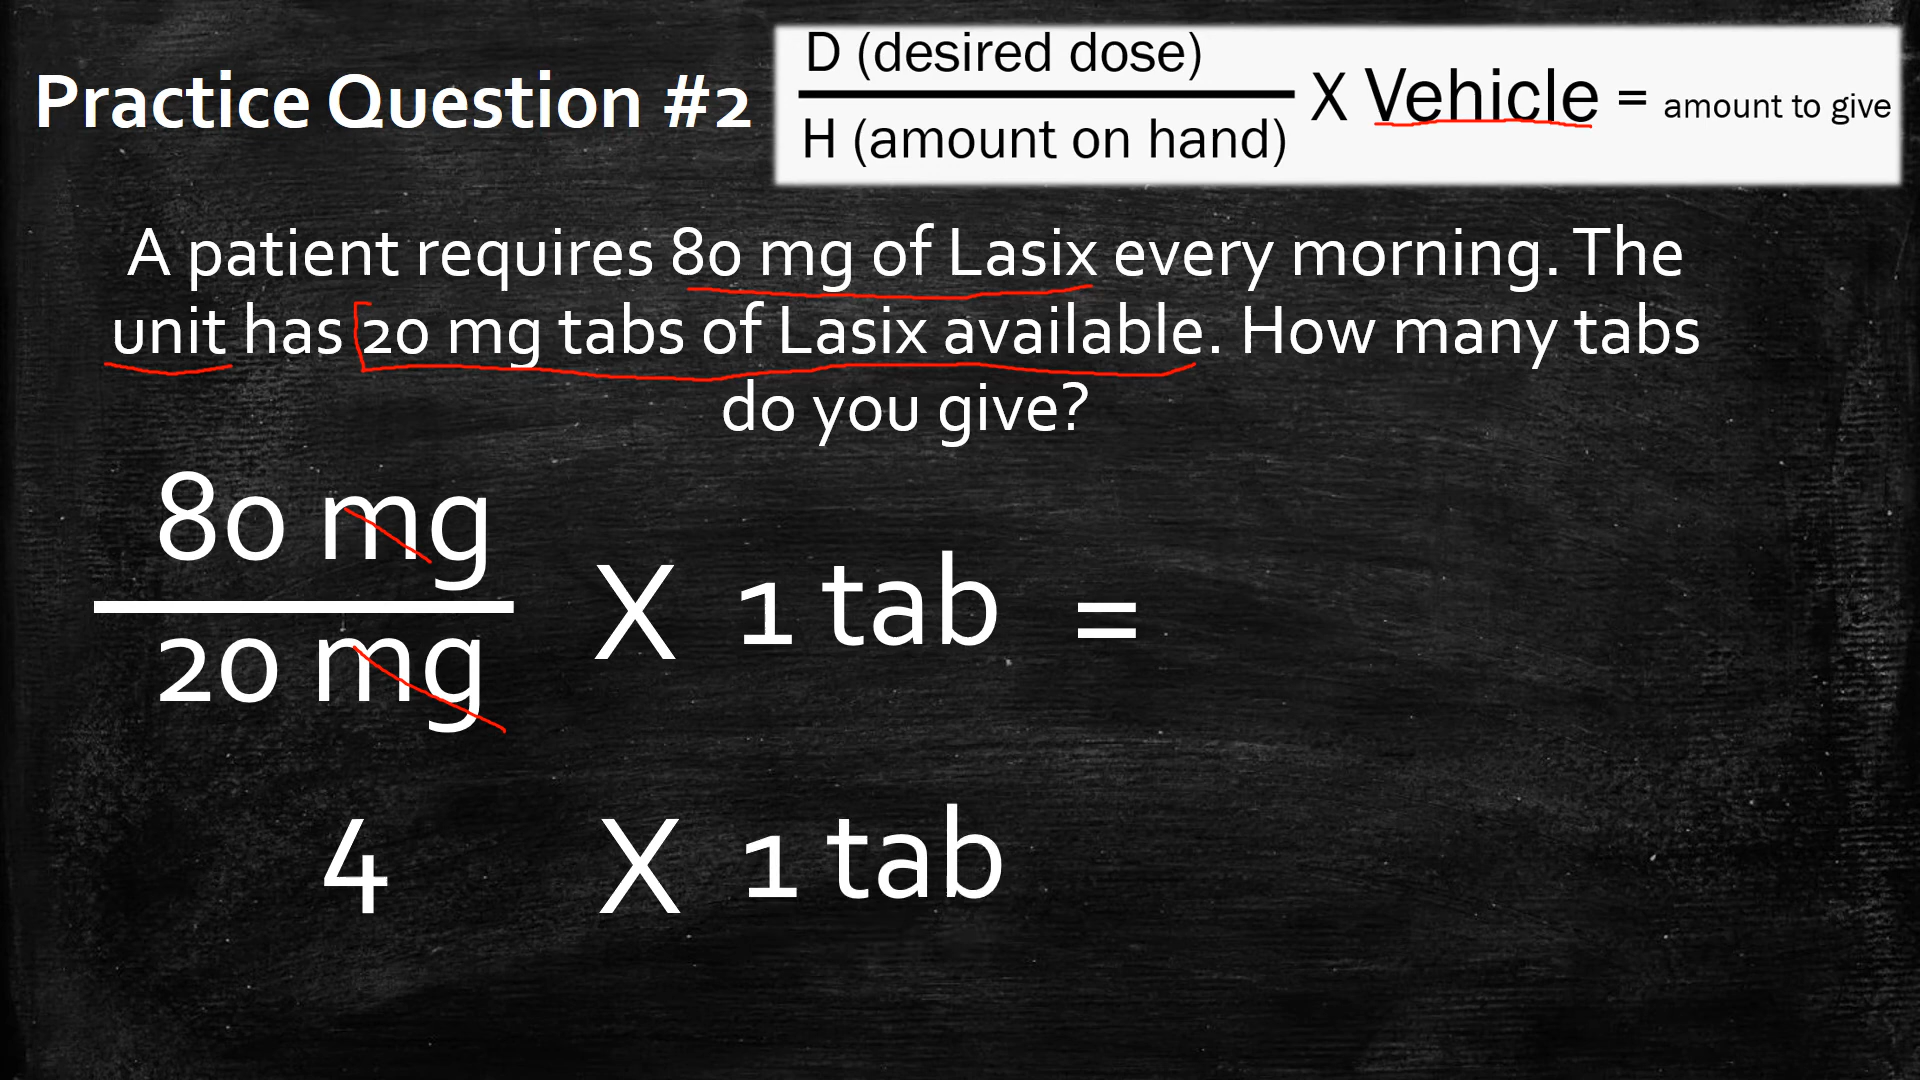 Practice Question #2
D (desired dose)
H (amount on hand)
X Vehicle = amount to give
A patient requires 80 mg of Lasix every morning. The
unit has 20 mg tabs of Lasix available. How many tabs
do you give?
80 mg
20 mg
X 1 tab =
4 X 1 tab